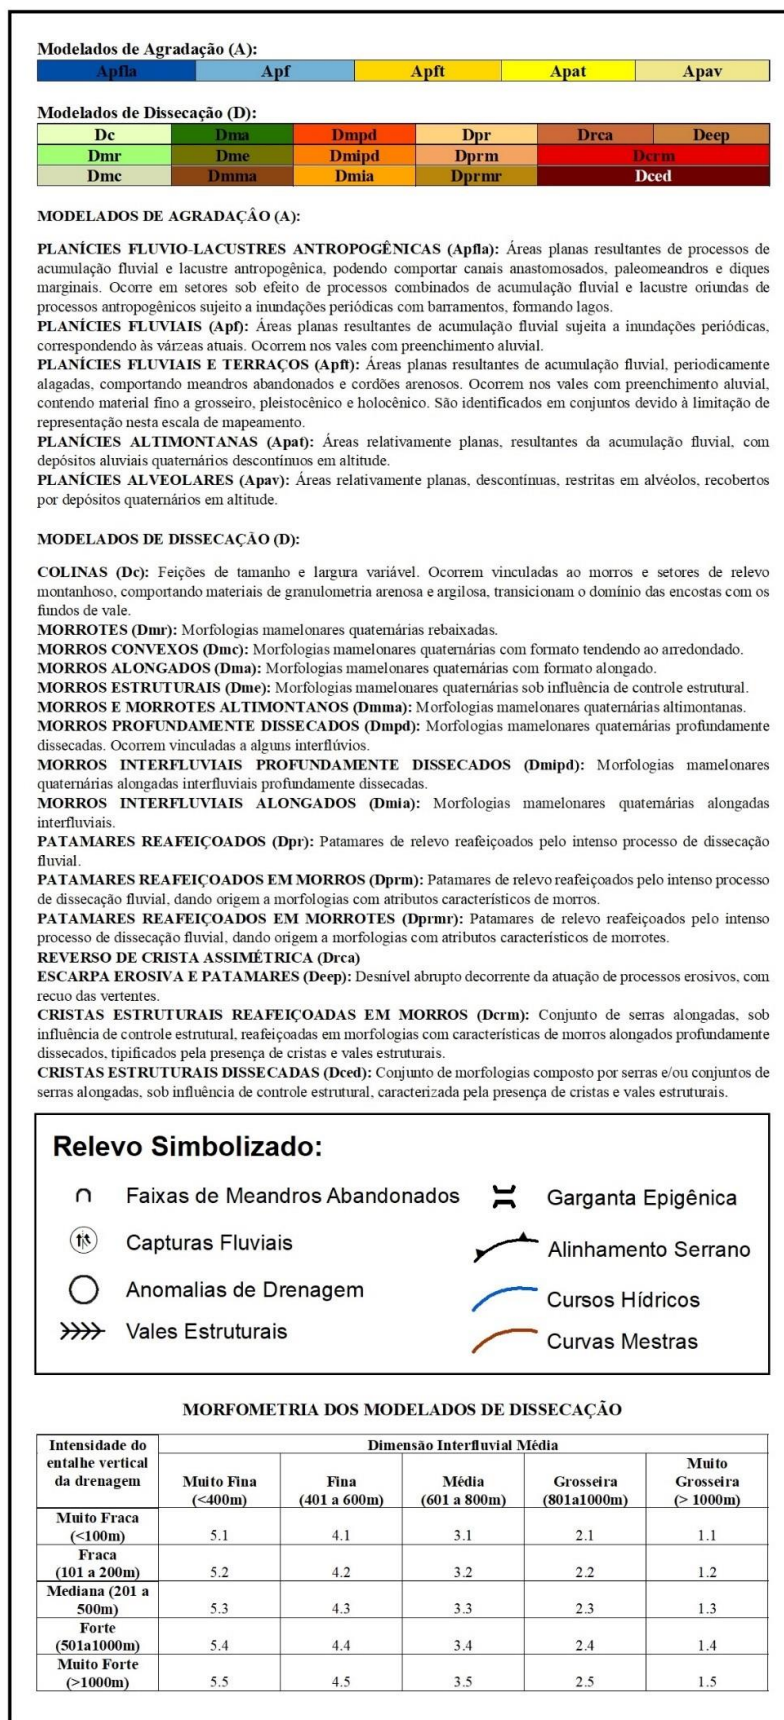 Modelados de Agradação (A):
Apfla Apf Apft Apat Apav
Modelados de Dissecação (D):
Dc Dma Dmpd Dpr Drca Deep
Dmr Dme Dmipd Dprm Dcrm
Dmc Dmma Dmia Dprmr Dced
MODELADOS DE AGRADAÇÂO (A):
PLANÍCIES FLUVIO-LACUSTRES ANTROPOGÊNICAS (Apfla): Áreas planas resultantes de processos de
acumulação fluvial e lacustre antropogênica, podendo comportar canais anastomosados, paleomeandros e diques
marginais. Ocorre em setores sob efeito de processos combinados de acumulação fluvial e lacustre oriundas de
processos antropogênicos sujeito a inundações periódicas com barramentos, formando lagos.
PLANÍCIES FLUVIAIS (Apf): Áreas planas resultantes de acumulação fluvial sujeita a inundações periódicas,
correspondendo às várzeas atuais. Ocorrem nos vales com preenchimento aluvial.
PLANÍCIES FLUVIAIS E TERRAÇOS (Apft): Áreas planas resultantes de acumulação fluvial, periodicamente
alagadas, comportando meandros abandonados e cordões arenosos. Ocorrem nos vales com preenchimento aluvial,
contendo material fino a grosseiro, pleistocênico e holocênico. São identificados em conjuntos devido à limitação de
representação nesta escala de mapeamento.
PLANÍCIES ALTIMONTANAS (Apat): Áreas relativamente planas, resultantes da acumulação fluvial, com
depósitos aluviais quaternários descontínuos em altitude.
PLANÍCIES ALVEOLARES (Apav): Áreas relativamente planas, descontínuas, restritas em alvéolos, recobertos
por depósitos quaternários em altitude.
MODELADOS DE DISSECAÇÃO (D):
COLINAS (Dc): Feições de tamanho e largura variável. Ocorrem vinculadas ao morros e setores de relevo
montanhoso, comportando materiais de granulometria arenosa e argilosa, transicionam o domínio das encostas com os
fundos de vale.
MORROTES (Dmr): Morfologias mamelonares quaternárias rebaixadas.
MORROS CONVEXOS (Dmc): Morfologias mamelonares quaternárias com formato tendendo ao arredondado.
MORROS ALONGADOS (Dma): Morfologias mamelonares quaternárias com formato alongado.
MORROS ESTRUTURAIS (Dme): Morfologias mamelonares quaternárias sob influência de controle estrutural.
MORROS E MORROTES ALTIMONTANOS (Dmma): Morfologias mamelonares quaternárias altimontanas.
MORROS PROFUNDAMENTE DISSECADOS (Dmpd): Morfologias mamelonares quaternárias profundamente
dissecadas. Ocorrem vinculadas a alguns interflúvios.
MORROS INTERFLUVIAIS PROFUNDAMENTE DISSECADOS (Dmipd): Morfologias mamelonares
quaternárias alongadas interfluviais profundamente dissecadas.
MORROS INTERFLUVIAIS ALONGADOS (Dmia): Morfologias mamelonares quaternárias alongadas
interfluviais.
PATAMARES REAFEIÇOADOS (Dpr): Patamares de relevo reafeiçoados pelo intenso processo de dissecação
fluvial.
PATAMARES REAFEIÇOADOS EM MORROS (Dprm): Patamares de relevo reafeiçoados pelo intenso processo
de dissecação fluvial, dando origem a morfologias com atributos característicos de morros.
PATAMARES REAFEIÇOADOS EM MORROTES (Dprmr): Patamares de relevo reafeiçoados pelo intenso
processo de dissecação fluvial, dando origem a morfologias com atributos característicos de morrotes.
REVERSO DE CRISTA ASSIMÉTRICA (Drca)
ESCARPA EROSIVA E PATAMARES (Deep): Desnível abrupto decorrente da atuação de processos erosivos, com
recuo das vertentes.
CRISTAS ESTRUTURAIS REAFEIÇOADAS EM MORROS (Dcrm): Conjunto de serras alongadas, sob
influência de controle estrutural, reafeiçoadas em morfologias com características de morros alongados profundamente
dissecados, tipificados pela presença de cristas e vales estruturais.
CRISTAS ESTRUTURAIS DISSECADAS (Dced): Conjunto de morfologias composto por serras e/ou conjuntos de
serras alongadas, sob influência de controle estrutural, caracterizada pela presença de cristas e vales estruturais.
Relevo Simbolizado:
Faixas de Meandros Abandonados Garganta Epigênica
Capturas Fluviais Alinhamento Serrano
Anomalias de Drenagem Cursos Hídricos
Vales Estruturais Curvas Mestras
MORFOMETRIA DOS MODELADOS DE DISSECAÇÃO
Intensidade do entalhe vertical da drenagem Dimensão Interfluvial Média
Muito Fina (<400m) Fina (401 a 600m) Média (601 a 800m) Grosseira (801a1000m) Muito Grosseira (> 1000m)
Muito Fraca (<100m) 5.1 4.1 3.1 2.1 1.1
Fraca (101 a 200m) 5.2 4.2 3.2 2.2 1.2
Mediana (201 a 500m) 5.3 4.3 3.3 2.3 1.3
Forte (501a1000m) 5.4 4.4 3.4 2.4 1.4
Muito Forte (>1000m) 5.5 4.5 3.5 2.5 1.5